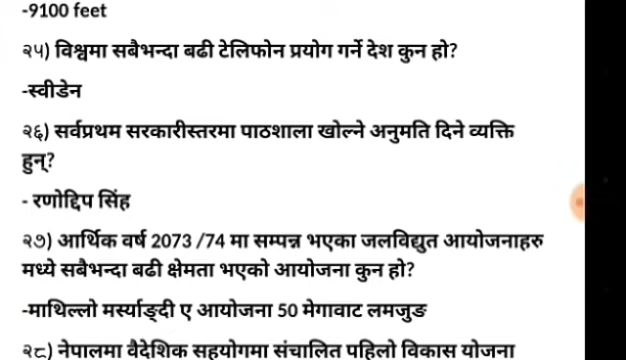 -9100 feet
२५) विश्वमा सबैभन्दा बढी टेलिफोन प्रयोग गर्ने देश कुन हो?
-स्वीडेन
२६) सर्वप्रथम सरकारीस्तरमा पाठशाला खोल्ने अनुमति दिने व्यक्ति
हुन्?
- रणोद्दिप सिंह
२७) आर्थिक वर्ष 2073 /74 मा सम्पन्न भएका जलविद्युत आयोजनाहरु
मध्ये सबैभन्दा बढी क्षेमता भएको आयोजना कुन हो?
-माथिल्लो मर्स्याङ्दी ए आयोजना 50 मेगावाट लमजुङ
२८) नेपालमा वैदेशिक सहयोगमा संचालित पहिलो विकास योजना